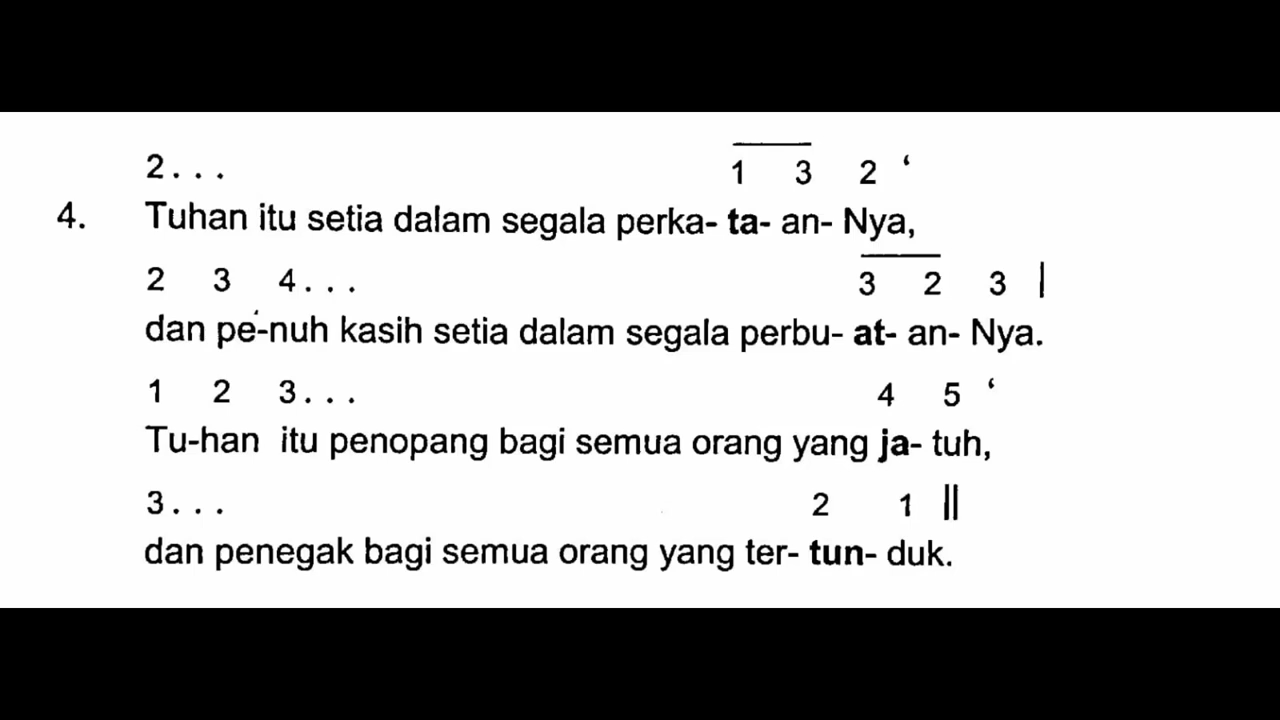 2 . . . 1 3 2 ‘
4. Tuhan itu setia dalam segala perka- ta- an- Nya,
2 3 4 . . . 3 2 3 |
dan pé-nuh kasih setia dalam segala perbu- at- an- Nya.
1 2 3 . . . 4 5 ‘
Tu-han itu penopang bagi semua orang yang ja- tuh,
3 . . . 2 1 ||
dan penegak bagi semua orang yang ter- tun- duk.